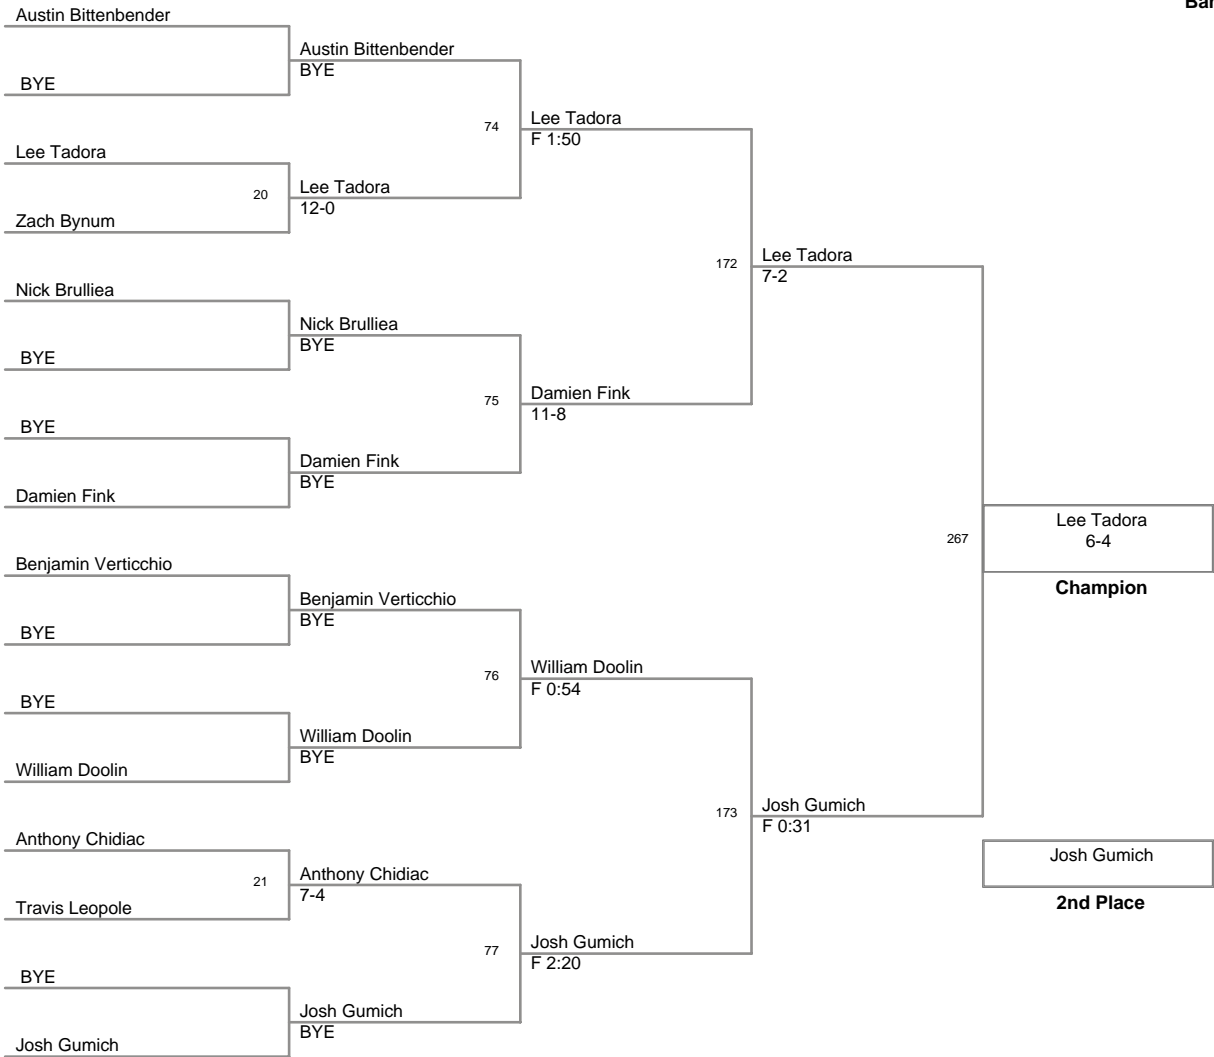 Bar
Austin Bittenbender
BYE
Lee Tadora
Zach Bynum
Nick Brulliea
BYE
BYE
Damien Fink
Benjamin Verticchio
BYE
BYE
William Doolin
Anthony Chidiac
Travis Leopole
BYE
Josh Gumich
Austin Bittenbender
BYE
20
Lee Tadora
12-0
Nick Brulliea
BYE
Damien Fink
BYE
Benjamin Verticchio
BYE
William Doolin
BYE
21
Anthony Chidiac
7-4
Josh Gumich
BYE
74
Lee Tadora
F 1:50
75
Damien Fink
11-8
76
William Doolin
F 0:54
77
Josh Gumich
F 2:20
172
Lee Tadora
7-2
173
Josh Gumich
F 0:31
267
Lee Tadora
6-4
Champion
Josh Gumich
2nd Place